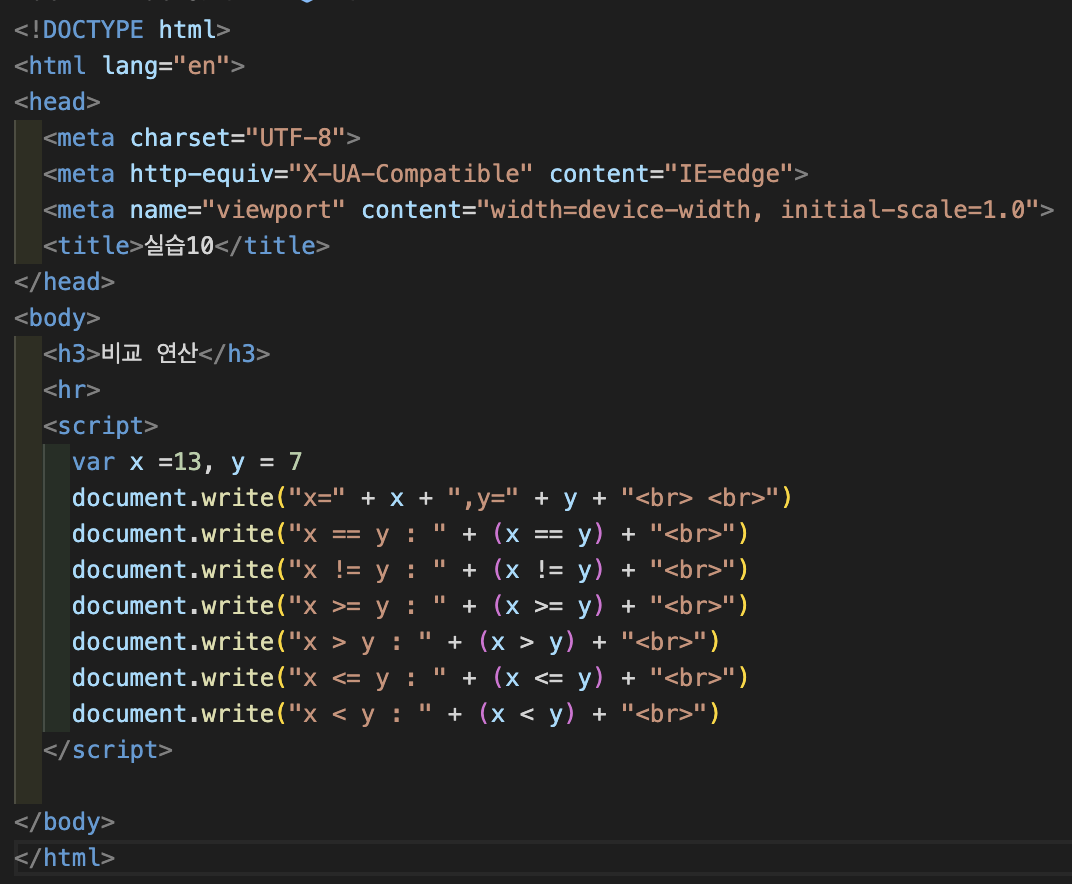 <!DOCTYPE html>
<html lang="en">
<head>
<meta charset="UTF-8">
<meta http-equiv="X-UA-Compatible" content="IE=edge">
<meta name="viewport" content="width=device-width, initial-scale=1.0">
<title>실습10</title>
</head>
<body>
<h3>비교 연산</h3>
<hr>
<script>
var x =13, y = 7
document.write("x=" + x + ",y=" + y + "<br> <br>")
document.write("x == y : " + (x == y) + "<br>")
document.write("x != y : " + (x != y) + "<br>")
document.write("x >= y : " + (x >= y) + "<br>")
document.write("x > y : " + (x > y) + "<br>")
document.write("x <= y : " + (x <= y) + "<br>")
document.write("x < y : " + (x < y) + "<br>")
</script>
</body>
</html>